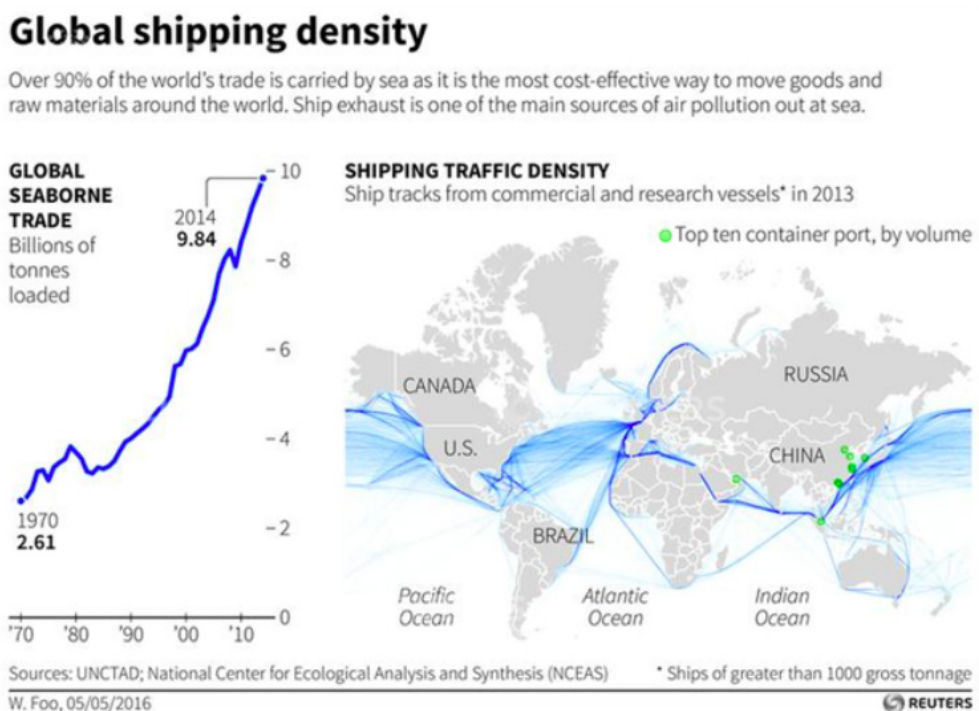 Global shipping density
Over 90% of the world's trade is carried by sea as it is the most cost-effective way to move goods and
raw materials around the world. Ship exhaust is one of the main sources of air pollution out at sea.
GLOBAL
SEABORNE
TRADE
Billions of
tonnes
loaded
10
8
6
4
2
0
2014
9.84
1970
2.61
'70 '80 '90 '00 '10
SHIPPING TRAFFIC DENSITY
Ship tracks from commercial and research vessels* in 2013
Top ten container port, by volume
CANADA
RUSSIA
U.S.
CHINA
BRAZIL
Pacific
Ocean
Atlantic
Ocean
Indian
Ocean
Sources: UNCTAD; National Center for Ecological Analysis and Synthesis (NCEAS)
* Ships of greater than 1000 gross tonnage
W. Foo, 05/05/2016
REUTERS